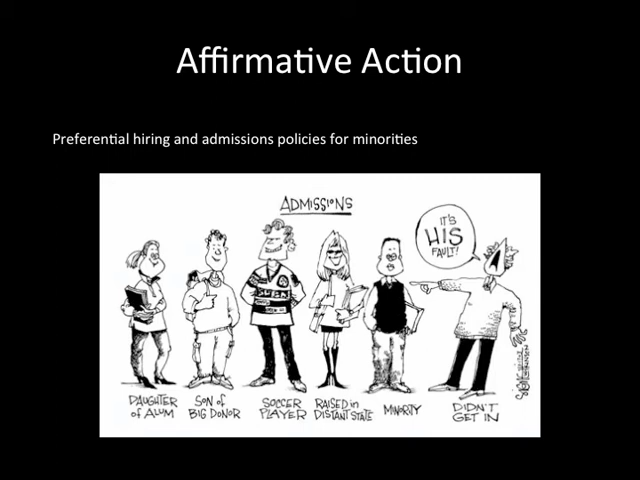 Affirmative Action
Preferential hiring and admissions policies for minorities
ADMISSIONS
IT'S
HIS
FAULT!
DAUGHTER
of ALUM
SON of
BIG DONOR
SOCCER
PLAYER
RAISED in
DISTANT STATE
MINORITY
DIDN'T
GET IN